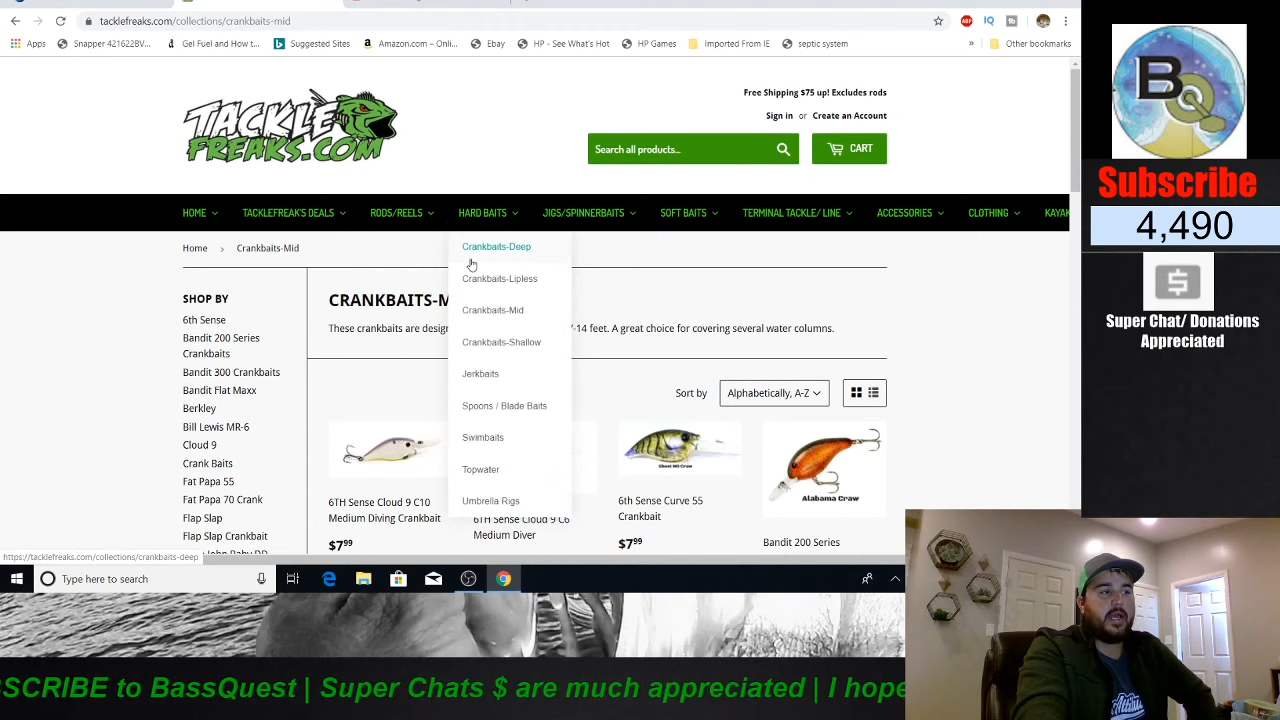 tacklefreaks.com/collections/crankbaits-mid
Apps
Snapper 421622BV...
Gel Fuel and How t...
Suggested Sites
Amazon.com – Onli...
Ebay
HP - See What's Hot
HP Games
Imported From IE
septic system
»
Other bookmarks
TACKLE
FREAKS.COM
Free Shipping $75 up! Excludes rods
Sign in or Create an Account
Search all products...
CART
HOME
TACKLEFREAK'S DEALS
RODS/REELS
HARD BAITS
JIGS/SPINNERBAITS
SOFT BAITS
TERMINAL TACKLE/ LINE
ACCESSORIES
CLOTHING
KAYAK
Home > Crankbaits-Mid
Crankbaits-Deep
Crankbaits-Lipless
Crankbaits-Mid
Crankbaits-Shallow
Jerkbaits
Spoons / Blade Baits
Swimbaits
Topwater
Umbrella Rigs
SHOP BY
6th Sense
Bandit 200 Series
Crankbaits
Bandit 300 Crankbaits
Bandit Flat Maxx
Berkley
Bill Lewis MR-6
Cloud 9
Crank Baits
Fat Papa 55
Fat Papa 70 Crank
Flap Slap
Flap Slap Crankbait
CRANKBAITS-M
These crankbaits are desig
-14 feet. A great choice for covering several water columns.
Sort by
Alphabetically, A-Z
6TH Sense Cloud 9 C10
Medium Diving Crankbait
$7.99
6TH Sense Cloud 9 C6
Medium Diver
Ghost MD Craw
6th Sense Curve 55
Crankbait
$7.99
Alabama Craw
Bandit 200 Series
https://tacklefreaks.com/collections/crankbaits-deep
Type here to search
BQ
Subscribe
4,490
$
Super Chat/ Donations
Appreciated
SCRIBE to BassQuest | Super Chats $ are much appreciated | I hope